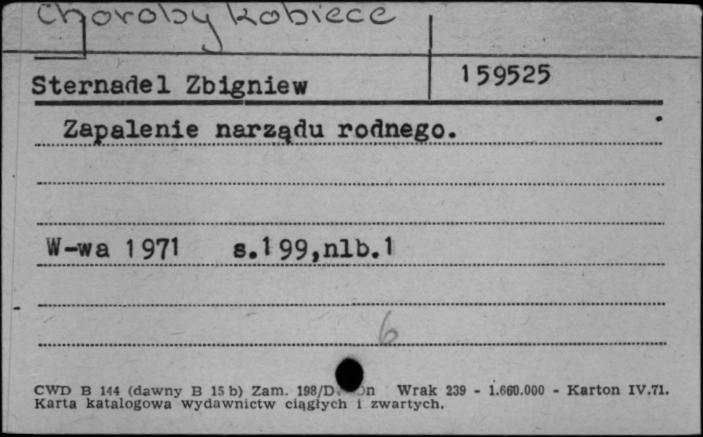 Choroby kobiece
Sternadel Zbigniew 159525
Zapalenie narządu rodnego.
W-wa 1971 s.199,nlb.1
6
CWD B 144 (dawny B 15 b) Zam. 198/D Wrak 239 - 1.660.000 - Karton IV.71.
Karta katalogowa wydawnictw ciągłych i zwartych.